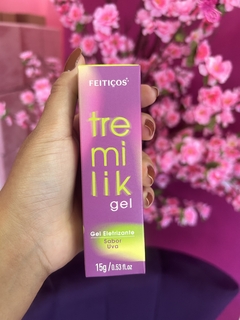 FEITIÇOS
tre
mi
lik
gel
Gel Eletrizante
Sabor
Uva
15g / 0.53 fl.oz